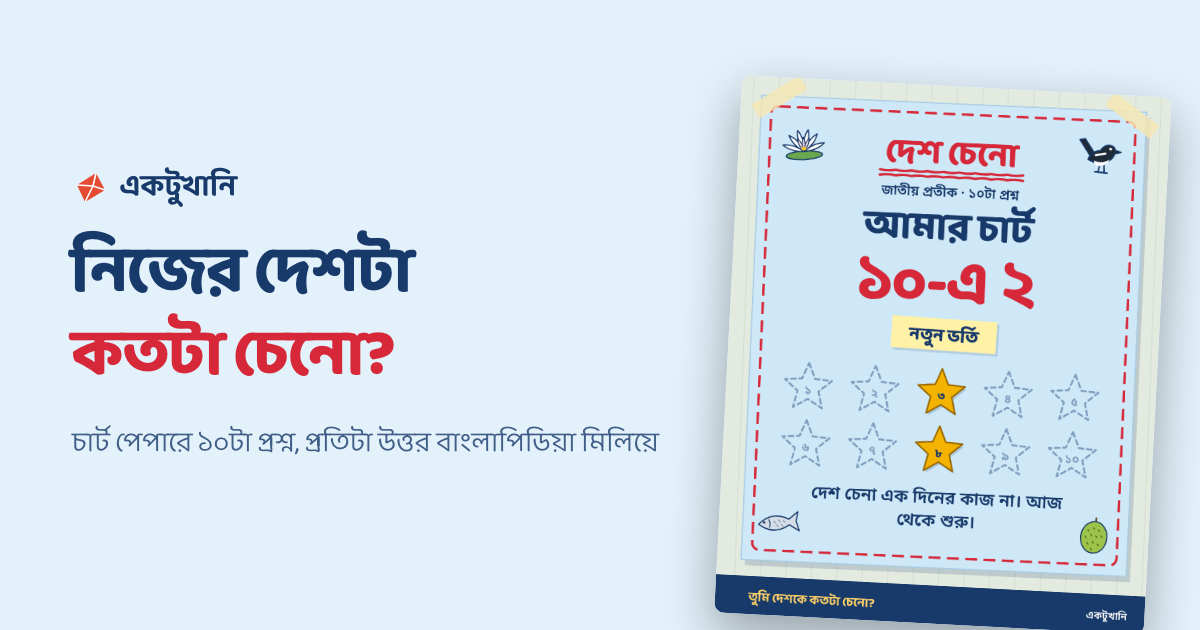 একটুখানি
নিজের দেশটা
কতটা চেনো?
চার্ট পেপারে ১০টা প্রশ্ন, প্রতিটা উত্তর বাংলাপিডিয়া মিলিয়ে
দেশ চেনো
জাতীয় প্রতীক · ১০টা প্রশ্ন
আমার চার্ট
১০-এ ২
নতুন ভর্তি
১ ২ ৩ ৪ ৫
৬ ৭ ৮ ৯ ১০
দেশ চেনা এক দিনের কাজ না। আজ
থেকে শুরু।
তুমি দেশকে কতটা চেনো?
একটুখানি